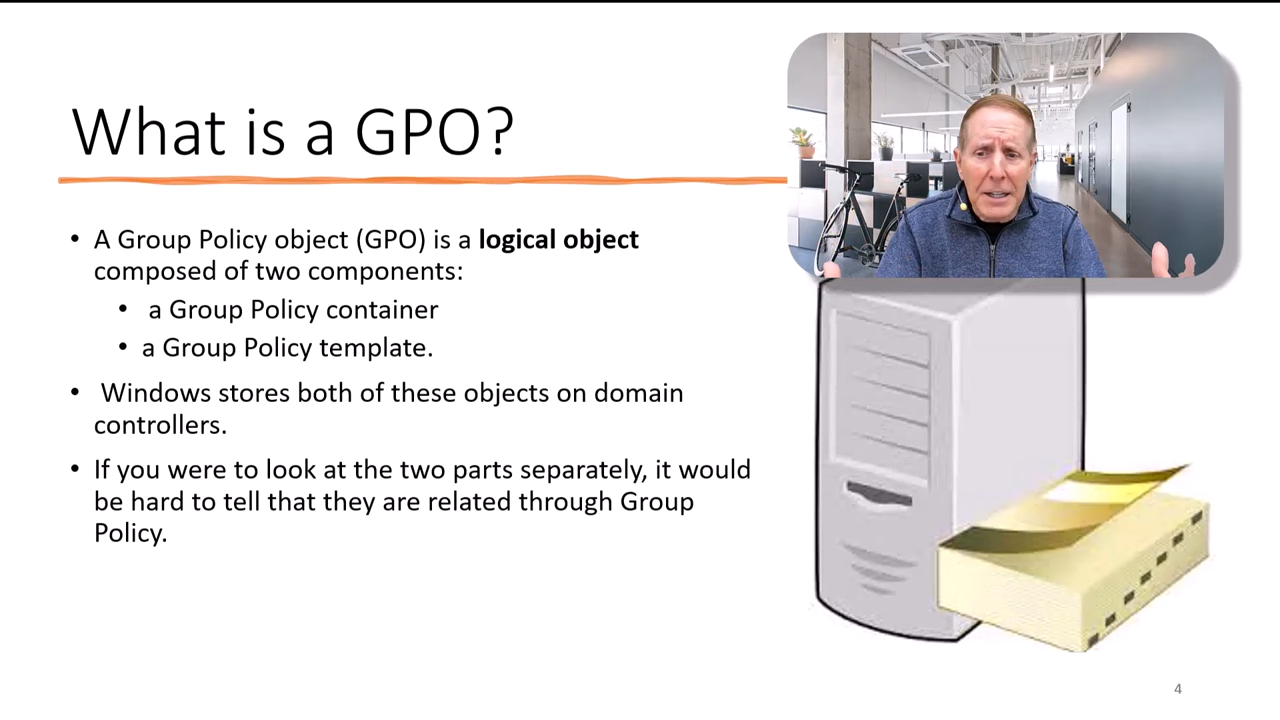 What is a GPO?
• A Group Policy object (GPO) is a logical object
composed of two components:
• a Group Policy container
• a Group Policy template.
• Windows stores both of these objects on domain
controllers.
• If you were to look at the two parts separately, it would
be hard to tell that they are related through Group
Policy.
4